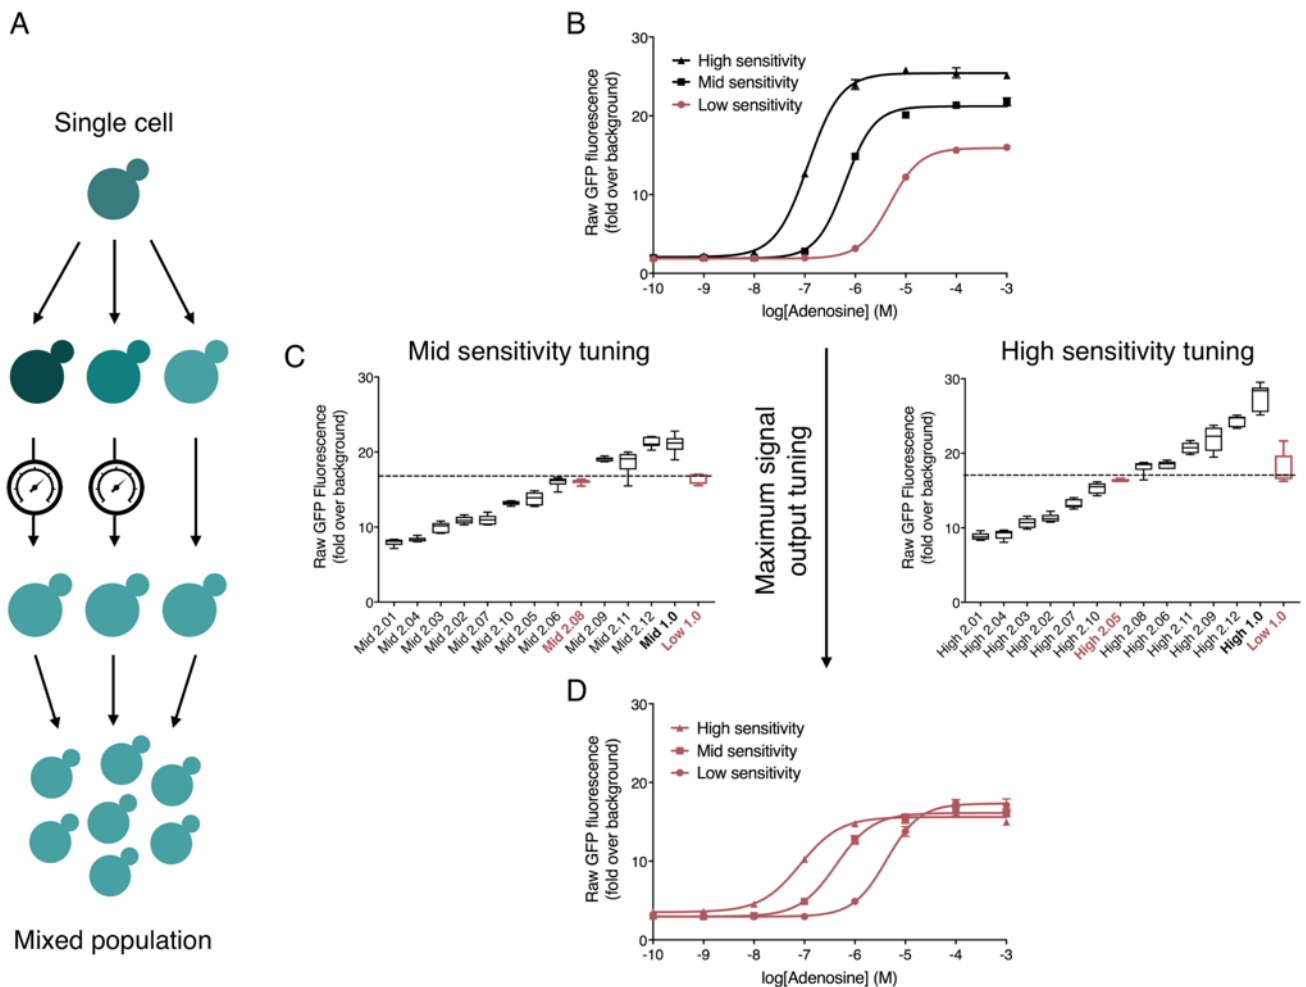 A
Single cell
Mixed population
B
Raw GFP fluorescence
(fold over background)
30
20
10
0
High sensitivity
Mid sensitivity
Low sensitivity
-10 -9 -8 -7 -6 -5 -4 -3
log[Adenosine] (M)
C
Mid sensitivity tuning
Raw GFP Fluorescence
(fold over background)
30
20
10
0
Mid 2.01
Mid 2.04
Mid 2.03
Mid 2.02
Mid 2.07
Mid 2.10
Mid 2.05
Mid 2.06
Mid 2.08
Mid 2.09
Mid 2.11
Mid 2.12
Mid 1.0
Low 1.0
Maximum signal
output tuning
High sensitivity tuning
Raw GFP Fluorescence
(fold over background)
30
20
10
0
High 2.01
High 2.04
High 2.03
High 2.02
High 2.07
High 2.10
High 2.05
High 2.08
High 2.06
High 2.11
High 2.09
High 2.12
High 1.0
Low 1.0
D
Raw GFP fluorescence
(fold over background)
30
20
10
0
High sensitivity
Mid sensitivity
Low sensitivity
-10 -9 -8 -7 -6 -5 -4 -3
log[Adenosine] (M)